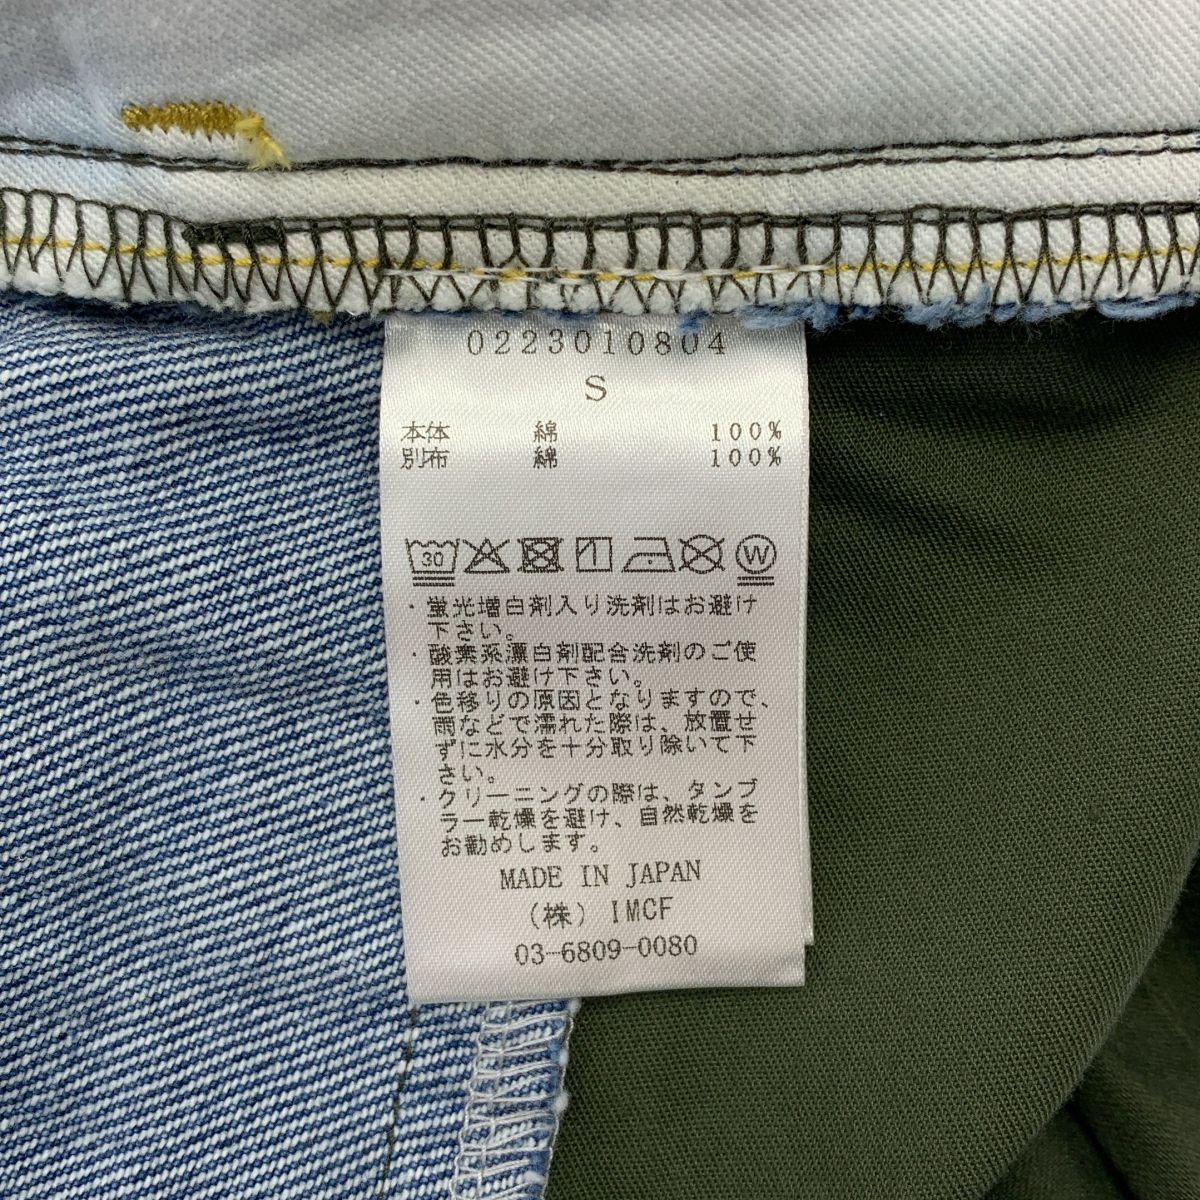 0223010804
S
本体 綿 100%
別布 綿 100%
30 W
・蛍光増白剤入り洗剤はお避け
下さい。
・酸素系漂白剤配合洗剤のご使
用はお避け下さい。
・色移りの原因となりますので、
雨などで濡れた際は、放置せ
ずに水分を十分取り除いて下
さい。
・クリーニングの際は、タンブ
ラー乾燥を避け、自然乾燥を
お勧めします。
MADE IN JAPAN
(株) IMCF
03-6809-0080